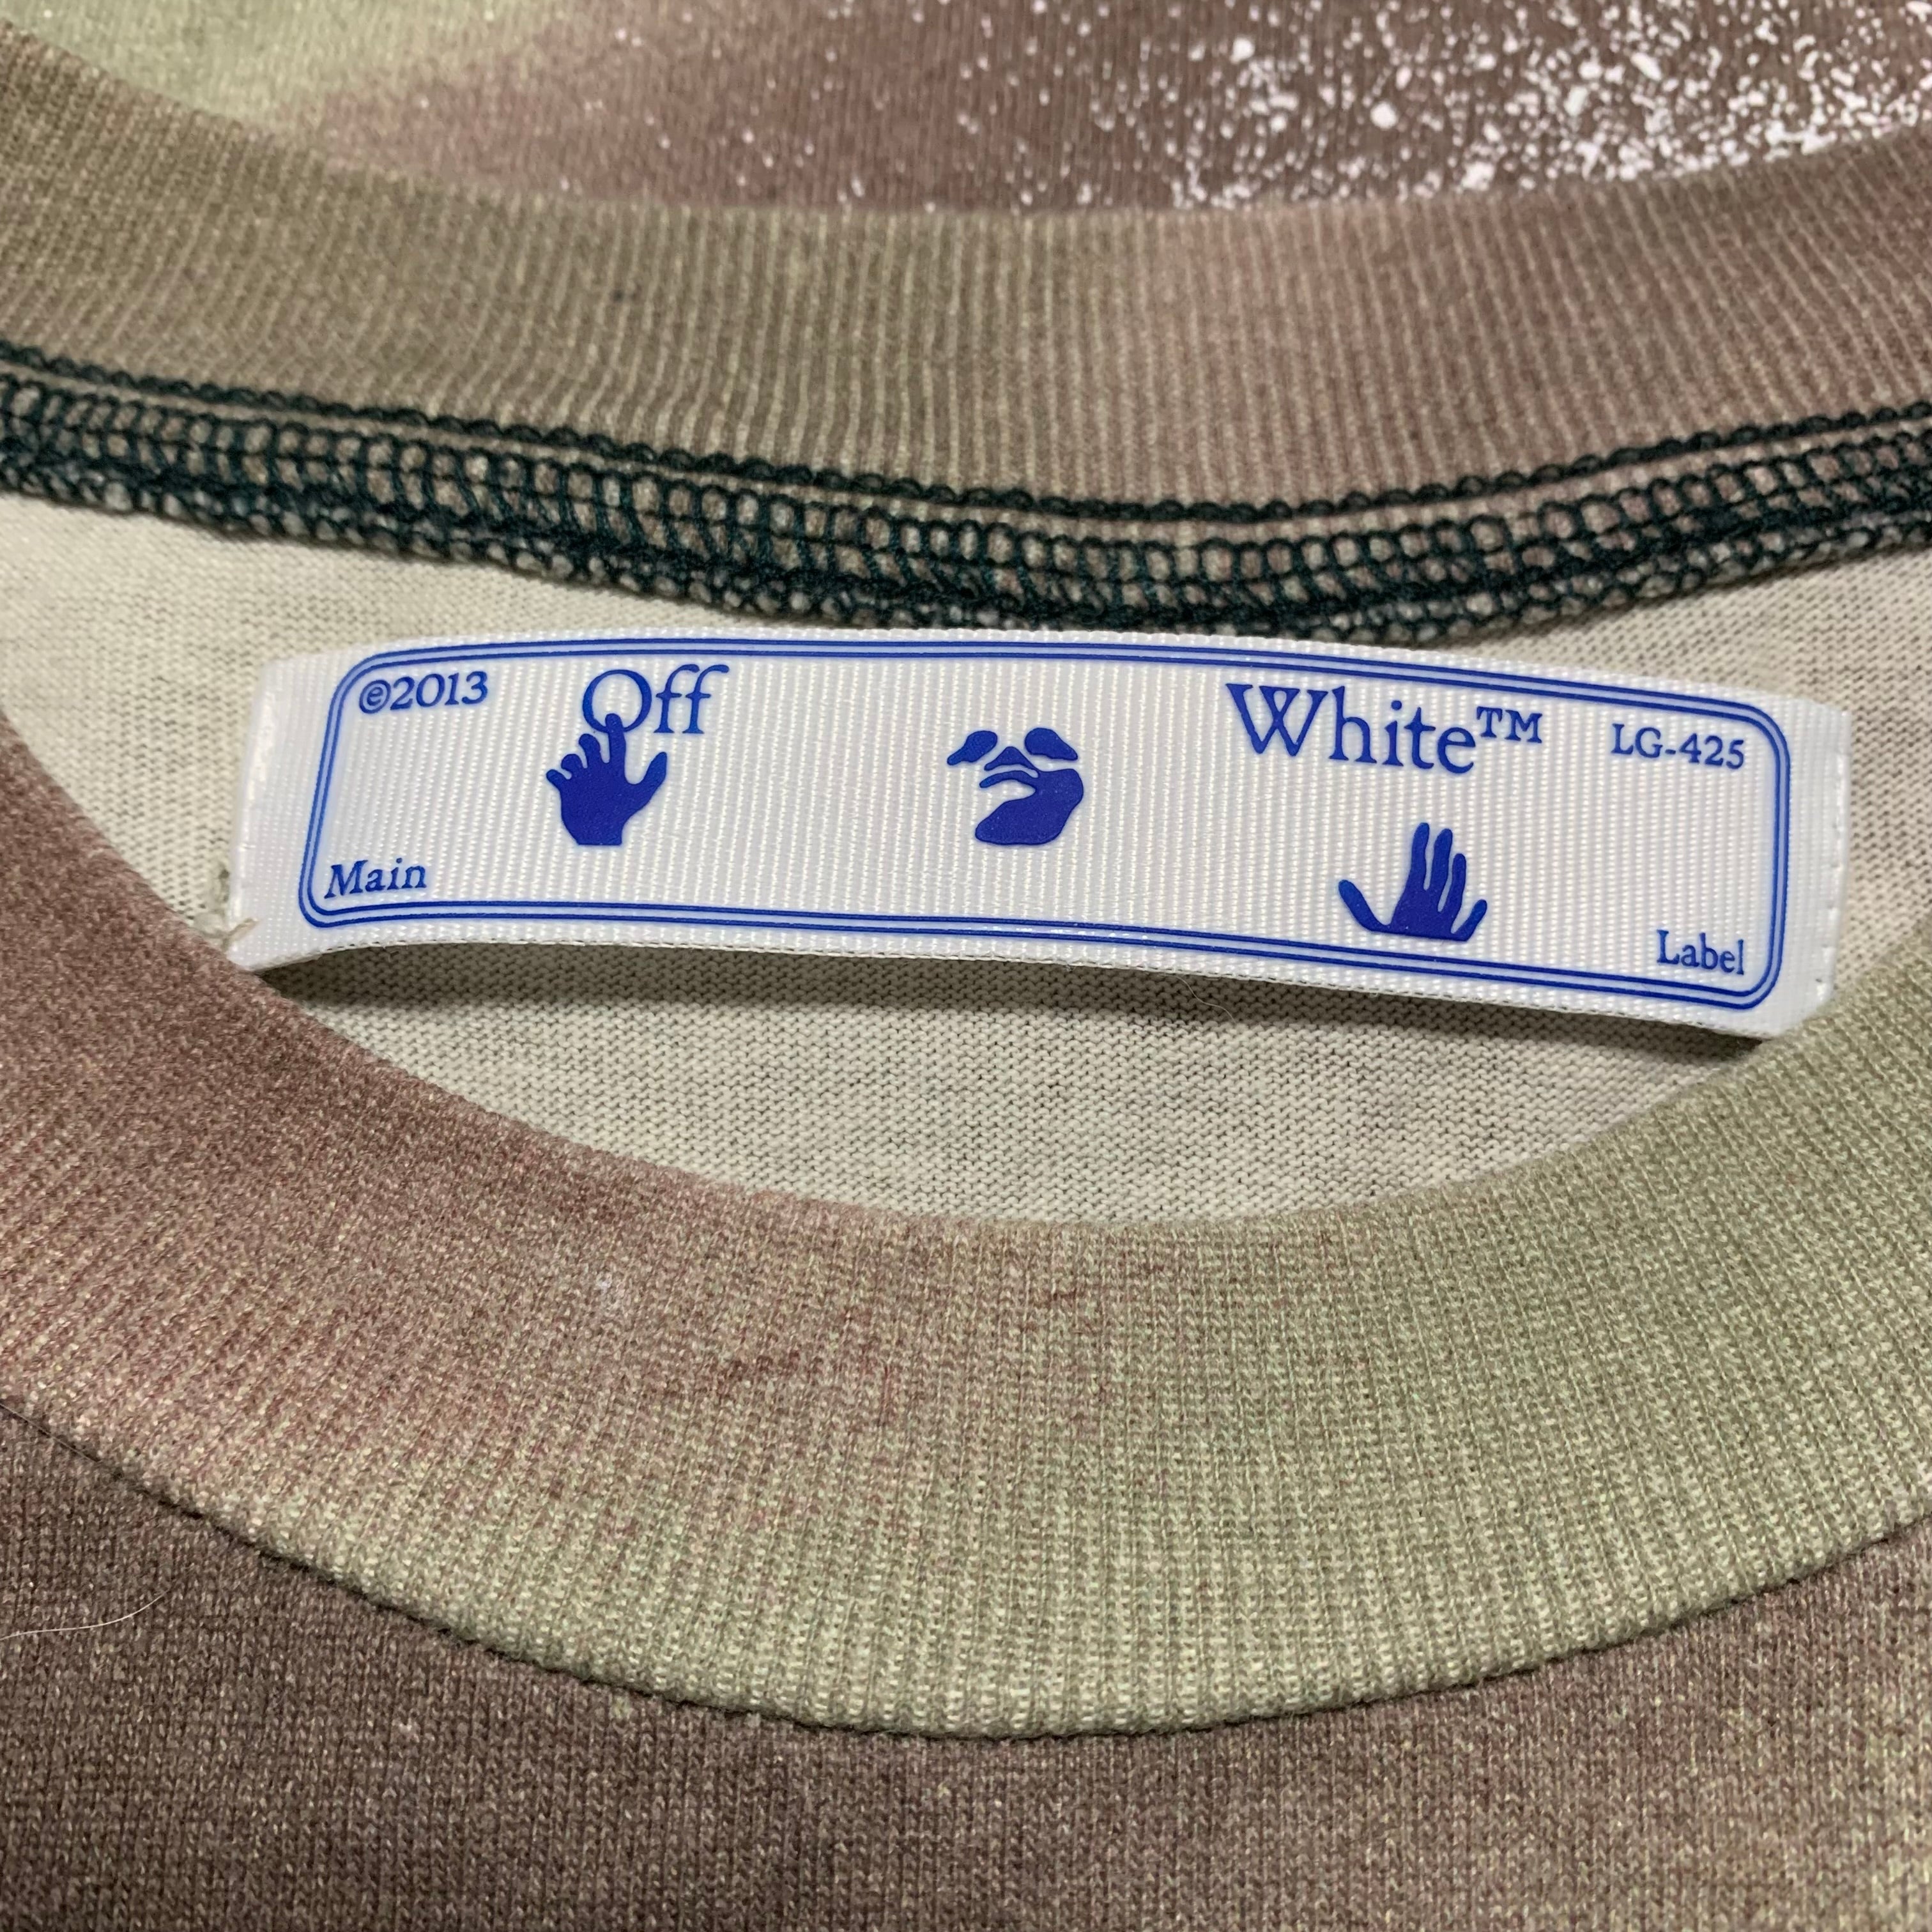 ©2013 Off White™ LG-425
Main Label